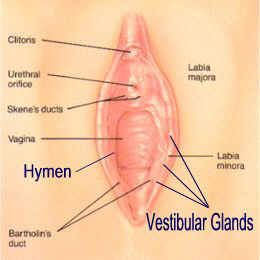 Clitoris
Urethral
orifice
Skene's ducts
Vagina
Hymen
Bartholin's
duct
Labia
majora
Labia
minora
Vestibular Glands